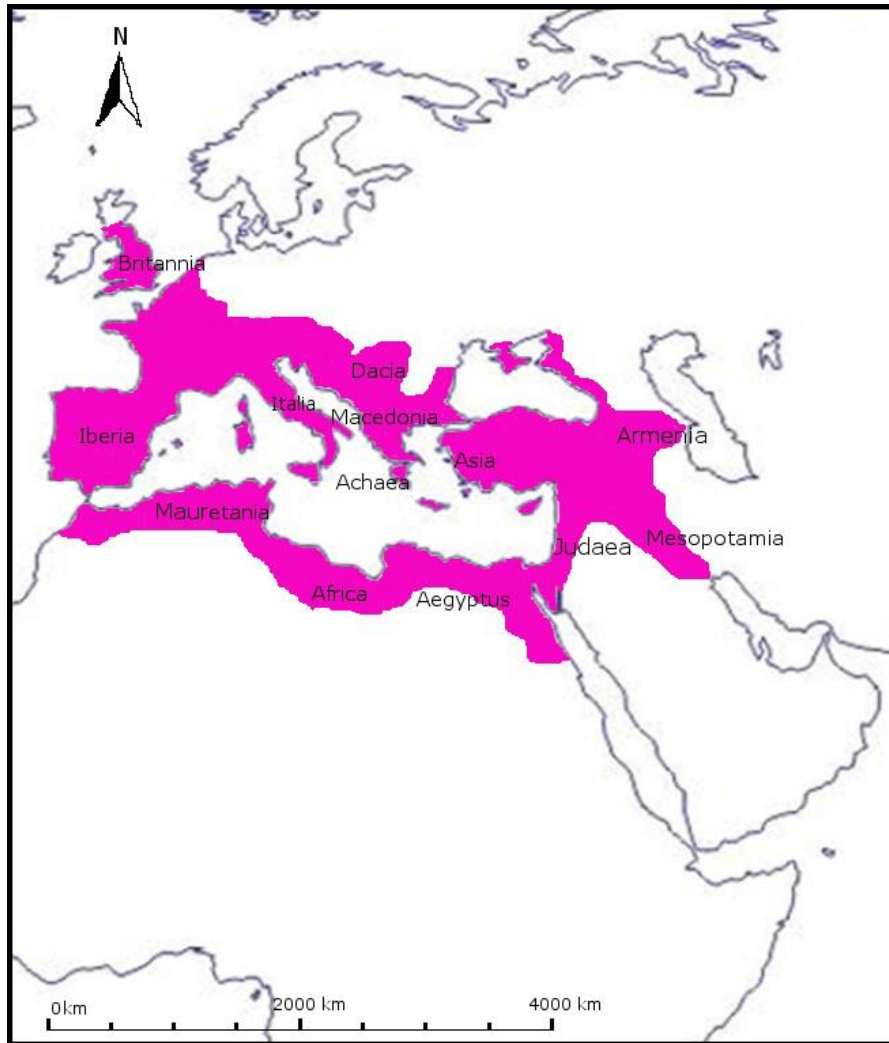 N
Britannia
Dacia
Italia
Macedonia
Iberia
Armenia
Asia
Achaea
Mauretania
Judaea
Mesopotamia
Africa
Aegyptus
0km
2000 km
4000 km